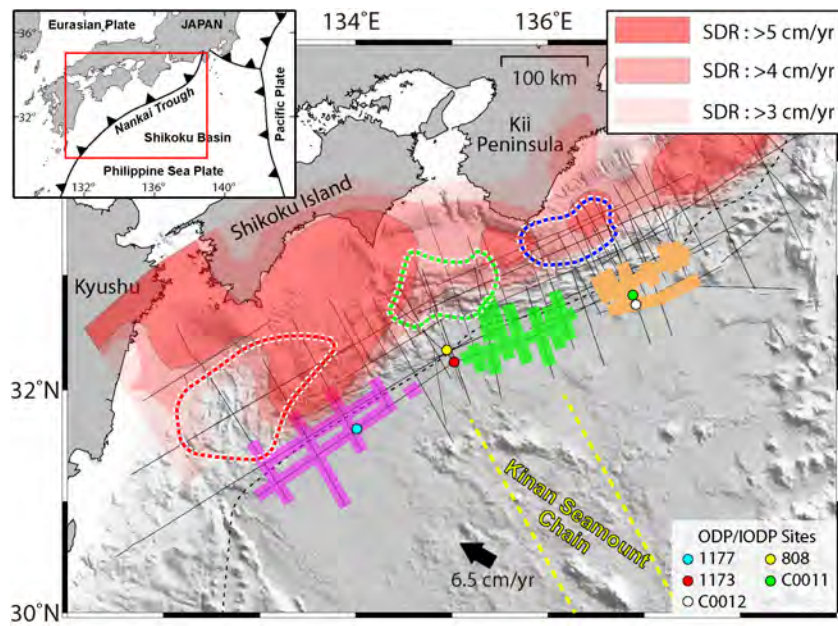 134°E
136°E
Eurasian Plate
JAPAN
36°
32°
Nankai Trough
Shikoku Basin
Pacific Plate
Philippine Sea Plate
132°
136°
140°
100 km
SDR : >5 cm/yr
SDR : >4 cm/yr
SDR : >3 cm/yr
Kii
Peninsula
Shikoku Island
Kyushu
32°N
Kinan Seamount
Chain
6.5 cm/yr
30°N
ODP/IODP Sites
1177
808
1173
C0011
C0012